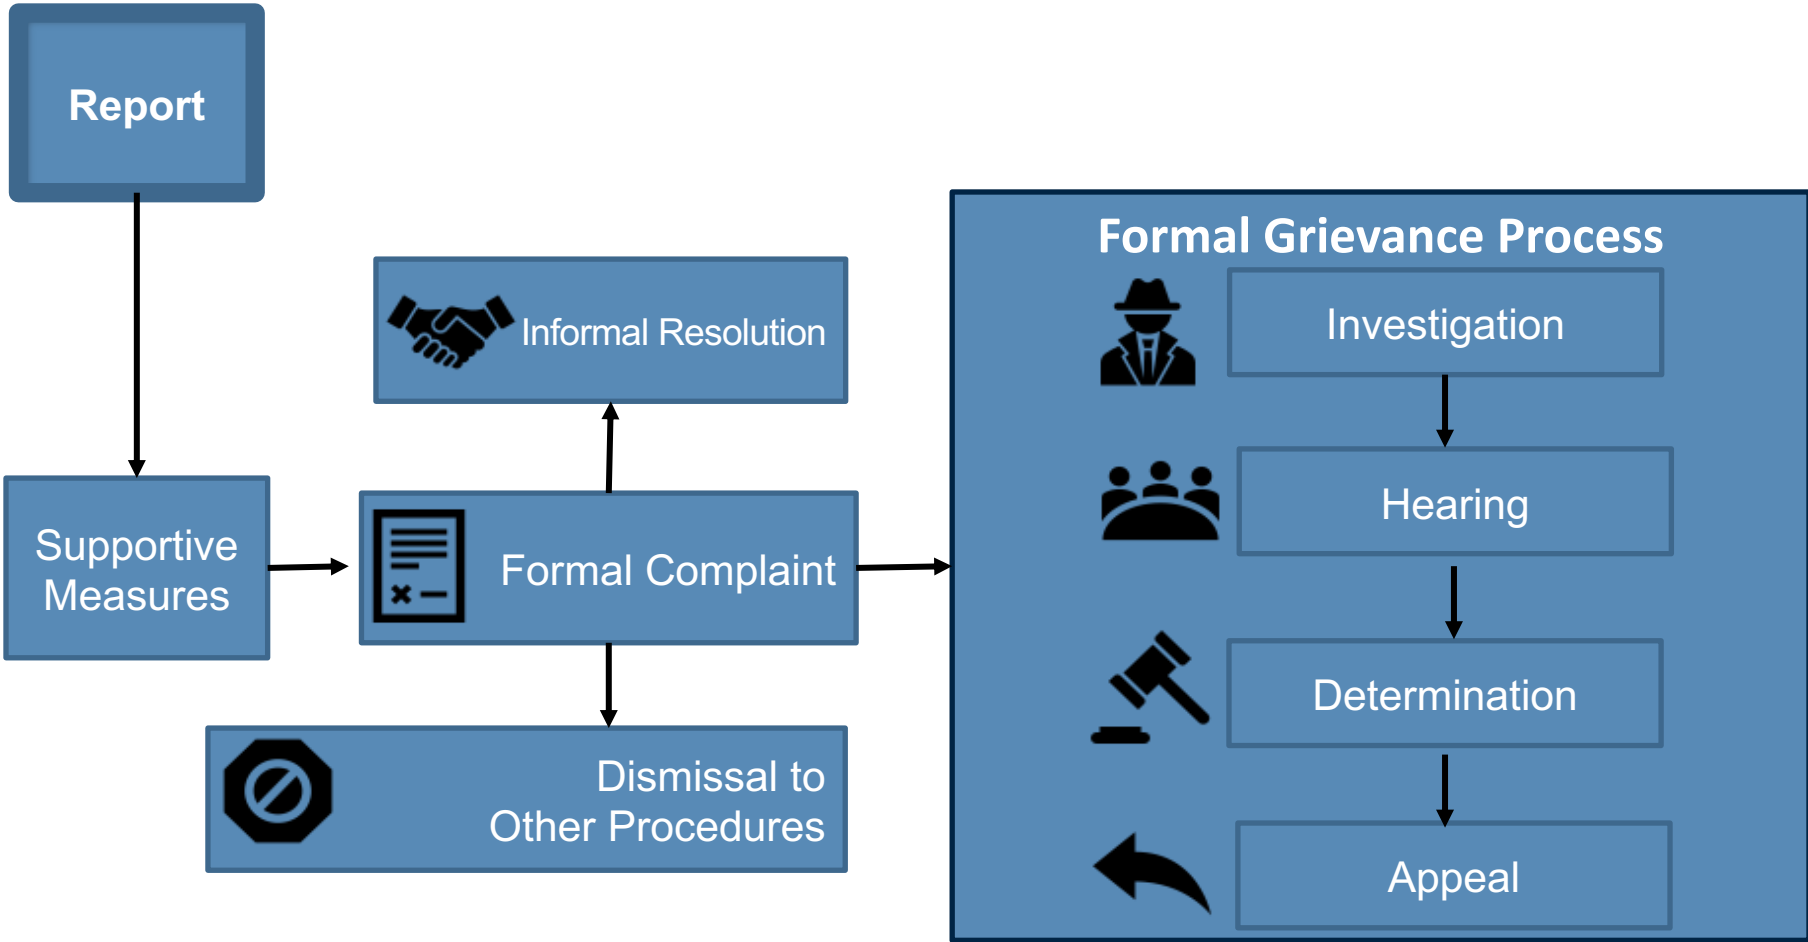 Report
Supportive
Measures
Informal Resolution
Formal Complaint
Dismissal to
Other Procedures
Formal Grievance Process
Investigation
Hearing
Determination
Appeal